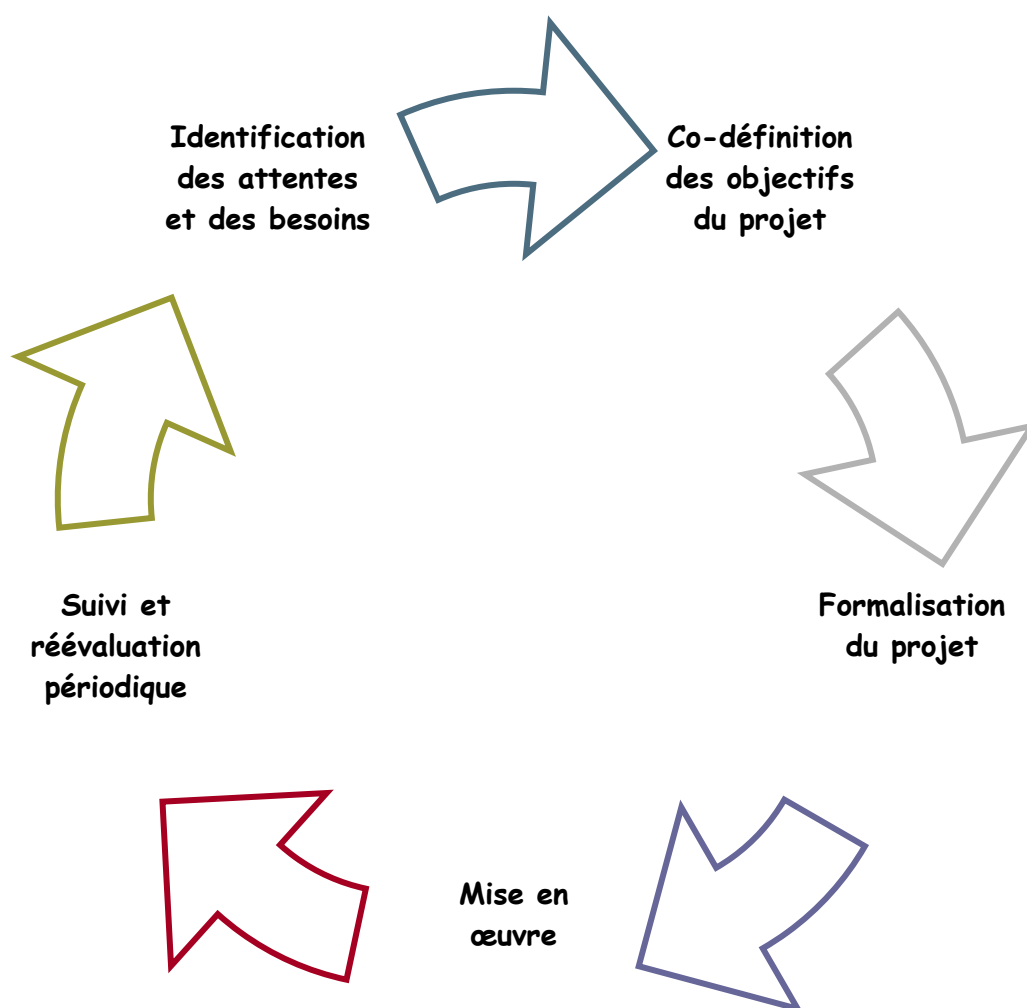 Identification
des attentes
et des besoins
Co-définition
des objectifs
du projet
Formalisation
du projet
Mise en
œuvre
Suivi et
réévaluation
périodique